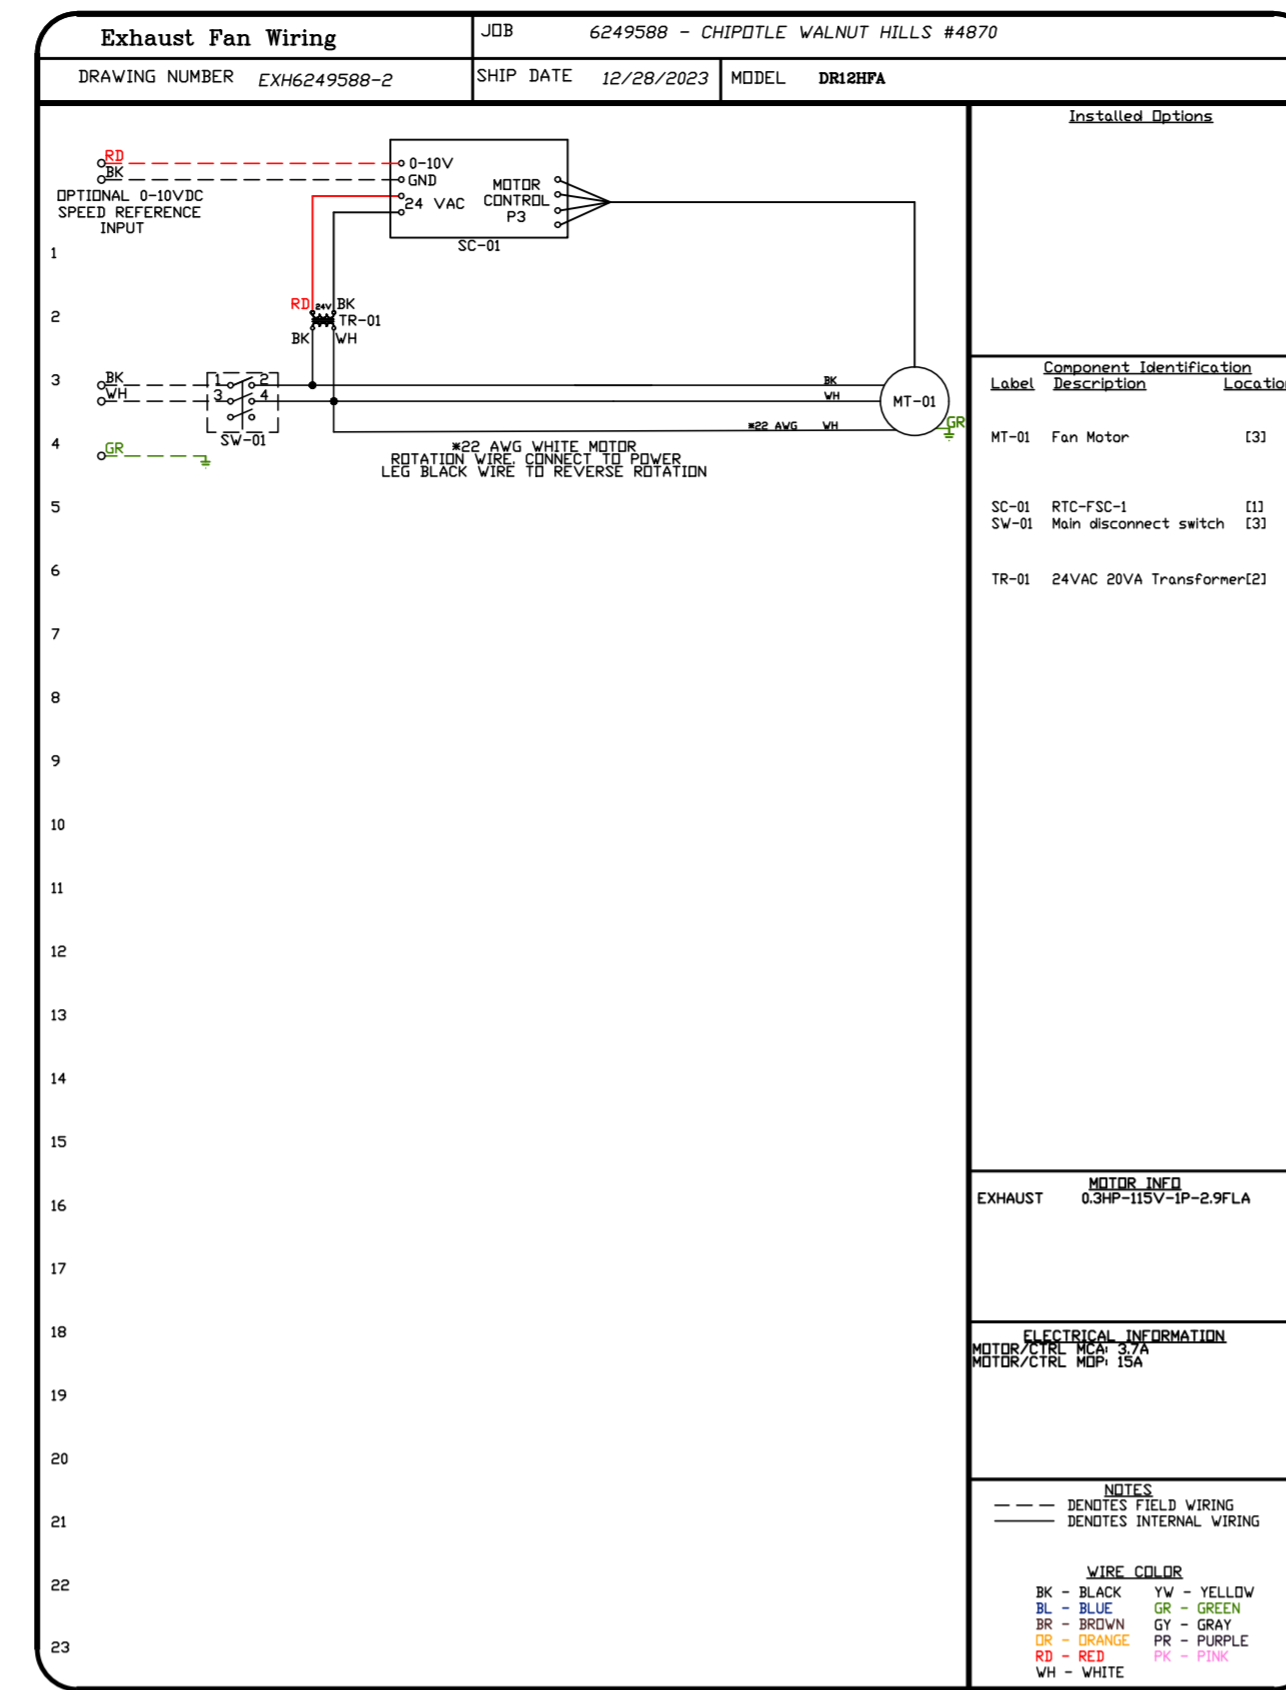 Exhaust Fan Wiring
JOB 6249588 - CHIPOTLE WALNUT HILLS #4870
DRAWING NUMBER EXH6249588-2
SHIP DATE 12/28/2023
MODEL DR12HFA
RD
BK
OPTIONAL 0-10VDC
SPEED REFERENCE
INPUT
0-10V
GND
24 VAC
MOTOR
CONTROL
P3
SC-01
RD 24V BK
TR-01
BK WH
BK
WH
1 2
3 4
SW-01
GR
BK
WH
*22 AWG WH
MT-01
GR
*22 AWG WHITE MOTOR
ROTATION WIRE. CONNECT TO POWER
LEG BLACK WIRE TO REVERSE ROTATION
1
2
3
4
5
6
7
8
9
10
11
12
13
14
15
16
17
18
19
20
21
22
23
Installed Options
Component Identification
Label Description Location
MT-01 Fan Motor [3]
SC-01 RTC-FSC-1 [1]
SW-01 Main disconnect switch [3]
TR-01 24VAC 20VA Transformer[2]
MOTOR INFO
EXHAUST 0.3HP-115V-1P-2.9FLA
ELECTRICAL INFORMATION
MOTOR/CTRL MCA: 3.7A
MOTOR/CTRL MOP: 15A
NOTES
DENOTES FIELD WIRING
DENOTES INTERNAL WIRING
WIRE COLOR
BK - BLACK YW - YELLOW
BL - BLUE GR - GREEN
BR - BROWN GY - GRAY
OR - ORANGE PR - PURPLE
RD - RED PK - PINK
WH - WHITE